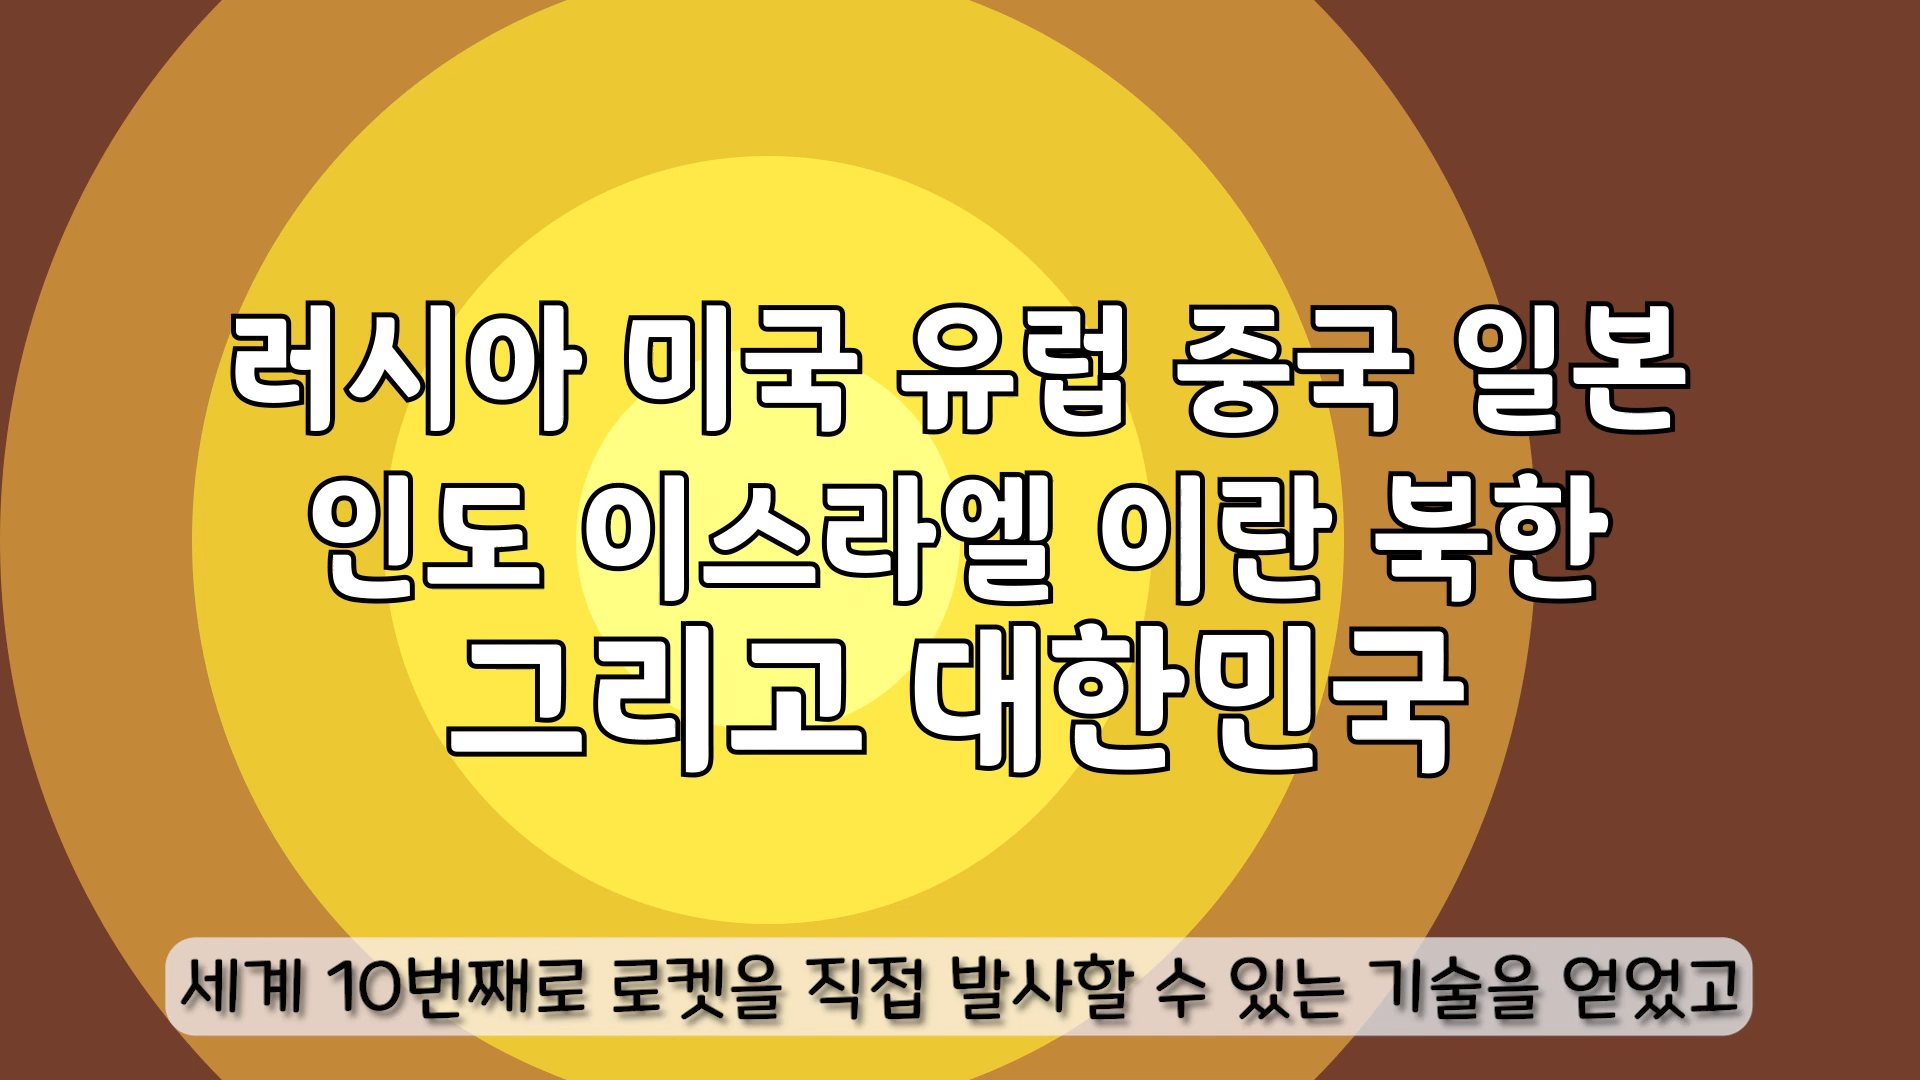 러시아 미국 유럽 중국 일본
인도 이스라엘 이란 북한
그리고 대한민국
세계 10번째로 로켓을 직접 발사할 수 있는 기술을 얻었고